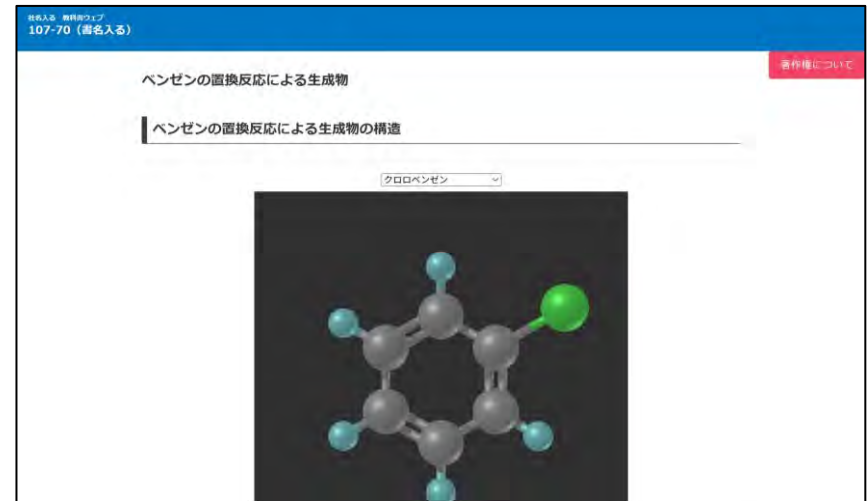 社名入る 教科書ウェブ
107-70（書名入る）
著作権について
ベンゼンの置換反応による生成物
ベンゼンの置換反応による生成物の構造
クロロベンゼン